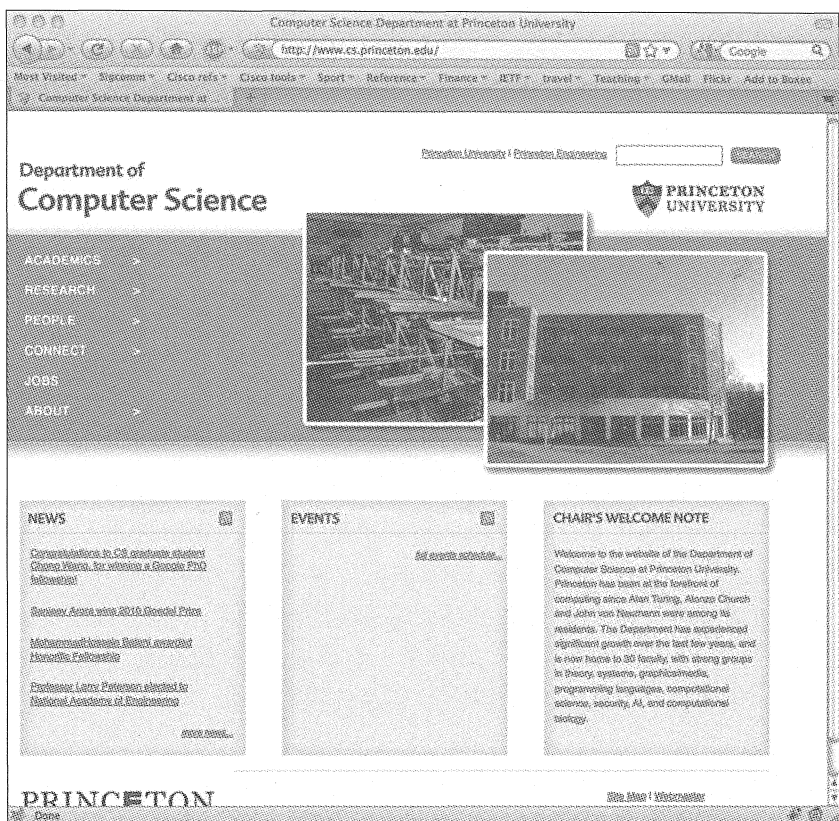 Computer Science Department at Princeton University
http://www.cs.princeton.edu/
Google
Most Visited Sigcomm Cisco refs Cisco tools Sport Reference Finance IETF travel Teaching GMail Flickr Add to Boxee
Computer Science Department at ...
Princeton University | Princeton Engineering
Department of
Computer Science
PRINCETON
UNIVERSITY
ACADEMICS >
RESEARCH >
PEOPLE >
CONNECT >
JOBS
ABOUT >
NEWS
Congratulations to CS graduate student
Chong Wang, for winning a Google PhD
fellowship!
Sanjeev Arora wins 2010 Goedel Prize
MohammadHossein Bateni awarded
Honorific Fellowship
Professor Larry Peterson elected to
National Academy of Engineering
more news...
EVENTS
full events schedule...
CHAIR'S WELCOME NOTE
Welcome to the website of the Department of
Computer Science at Princeton University.
Princeton has been at the forefront of
computing since Alan Turing, Alonzo Church
and John von Neumann were among its
residents. The Department has experienced
significant growth over the last few years, and
is now home to 30 faculty, with strong groups
in theory, systems, graphics/media,
programming languages, computational
science, security, AI, and computational
biology.
PRINCETON
Site Map | Webmaster
Done